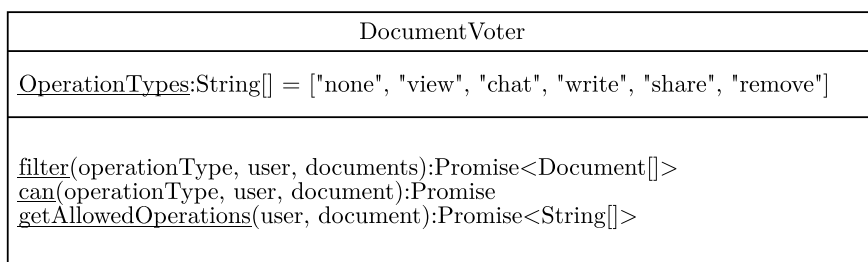 DocumentVoter
OperationTypes:String[] = ["none", "view", "chat", "write", "share", "remove"]
filter(operationType, user, documents):Promise<Document[]>
can(operationType, user, document):Promise
getAllowedOperations(user, document):Promise<String[]>